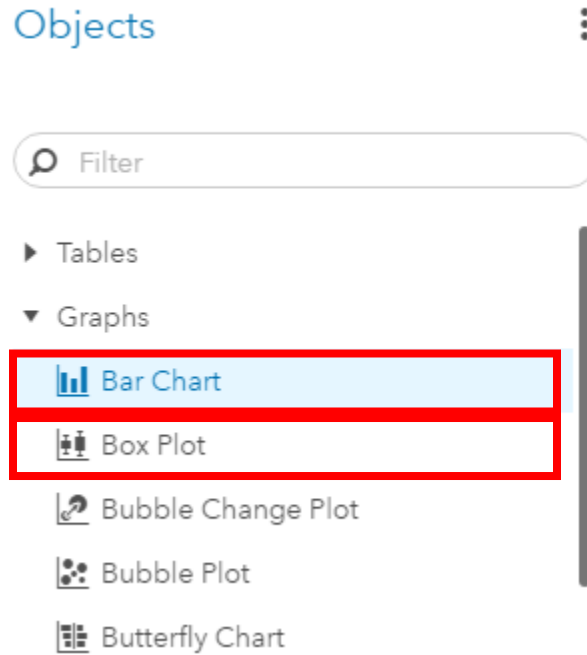 Objects
Filter
Tables
Graphs
Bar Chart
Box Plot
Bubble Change Plot
Bubble Plot
Butterfly Chart